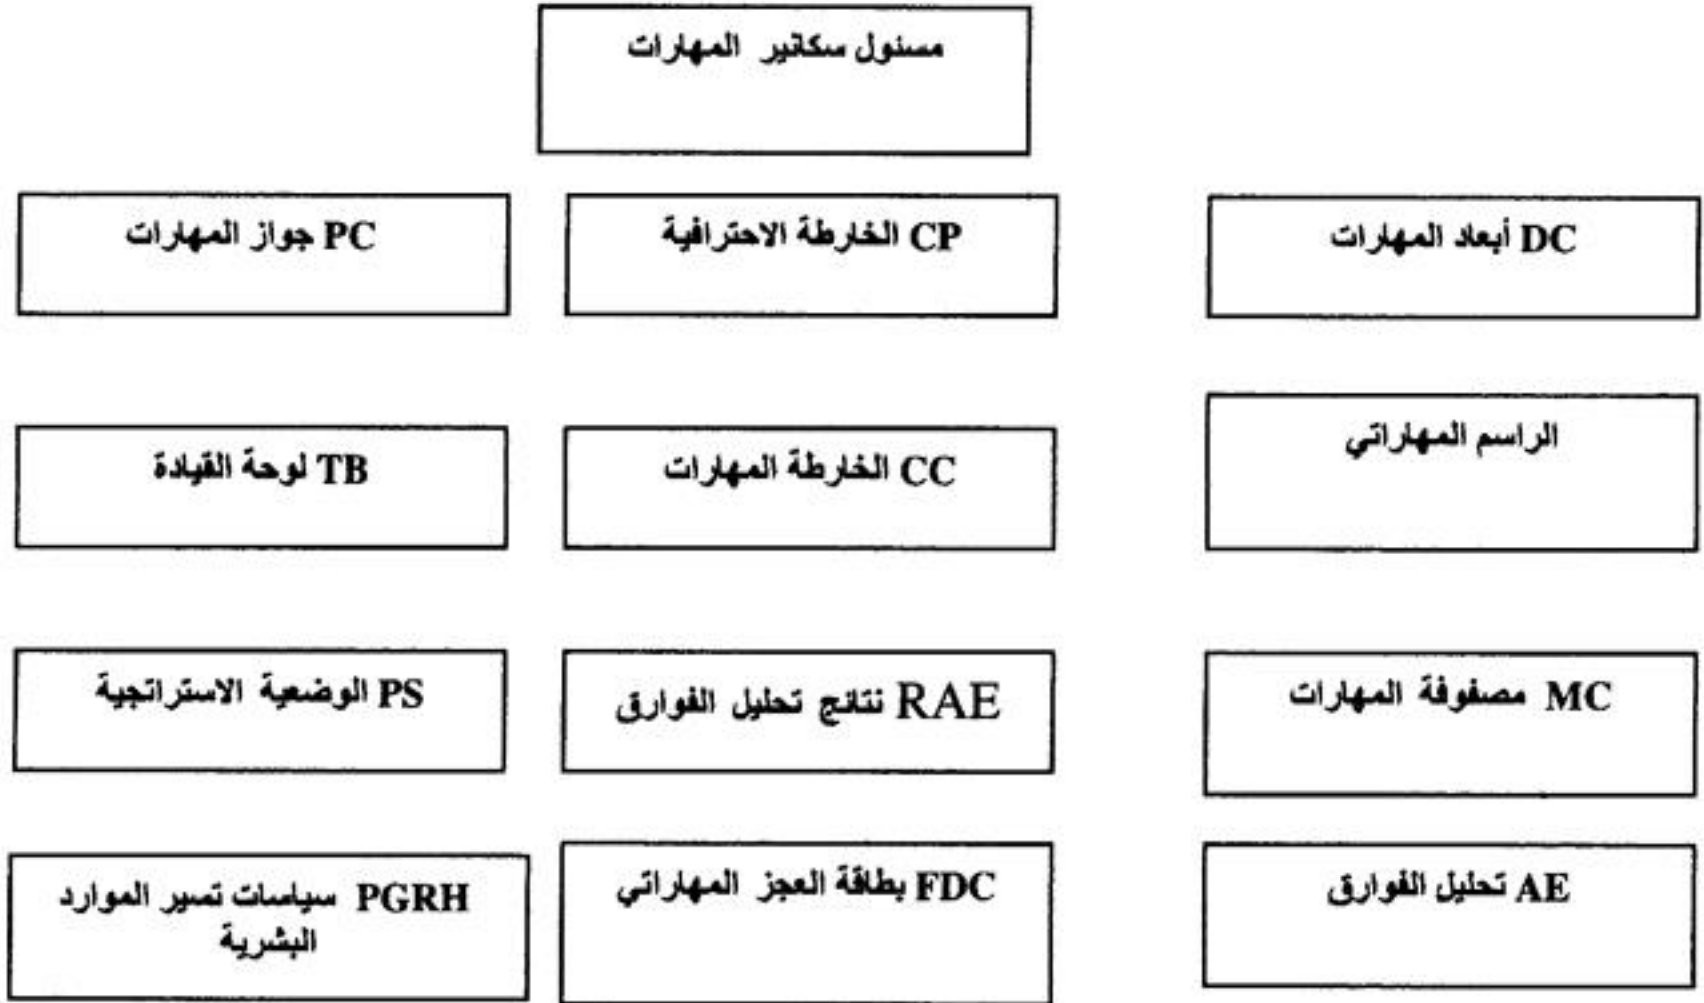 مسئول سكانير المهارات
DC أبعاد المهارات
CP الخارطة الاحترافية
PC جواز المهارات
الراسم المهاراتي
CC الخارطة المهارات
TB لوحة القيادة
MC مصفوفة المهارات
RAE نتائج تحليل الفوارق
PS الوضعية الاستراتجية
AE تحليل الفوارق
FDC بطاقة العجز المهاراتي
PGRH سياسات تسير الموارد
البشرية